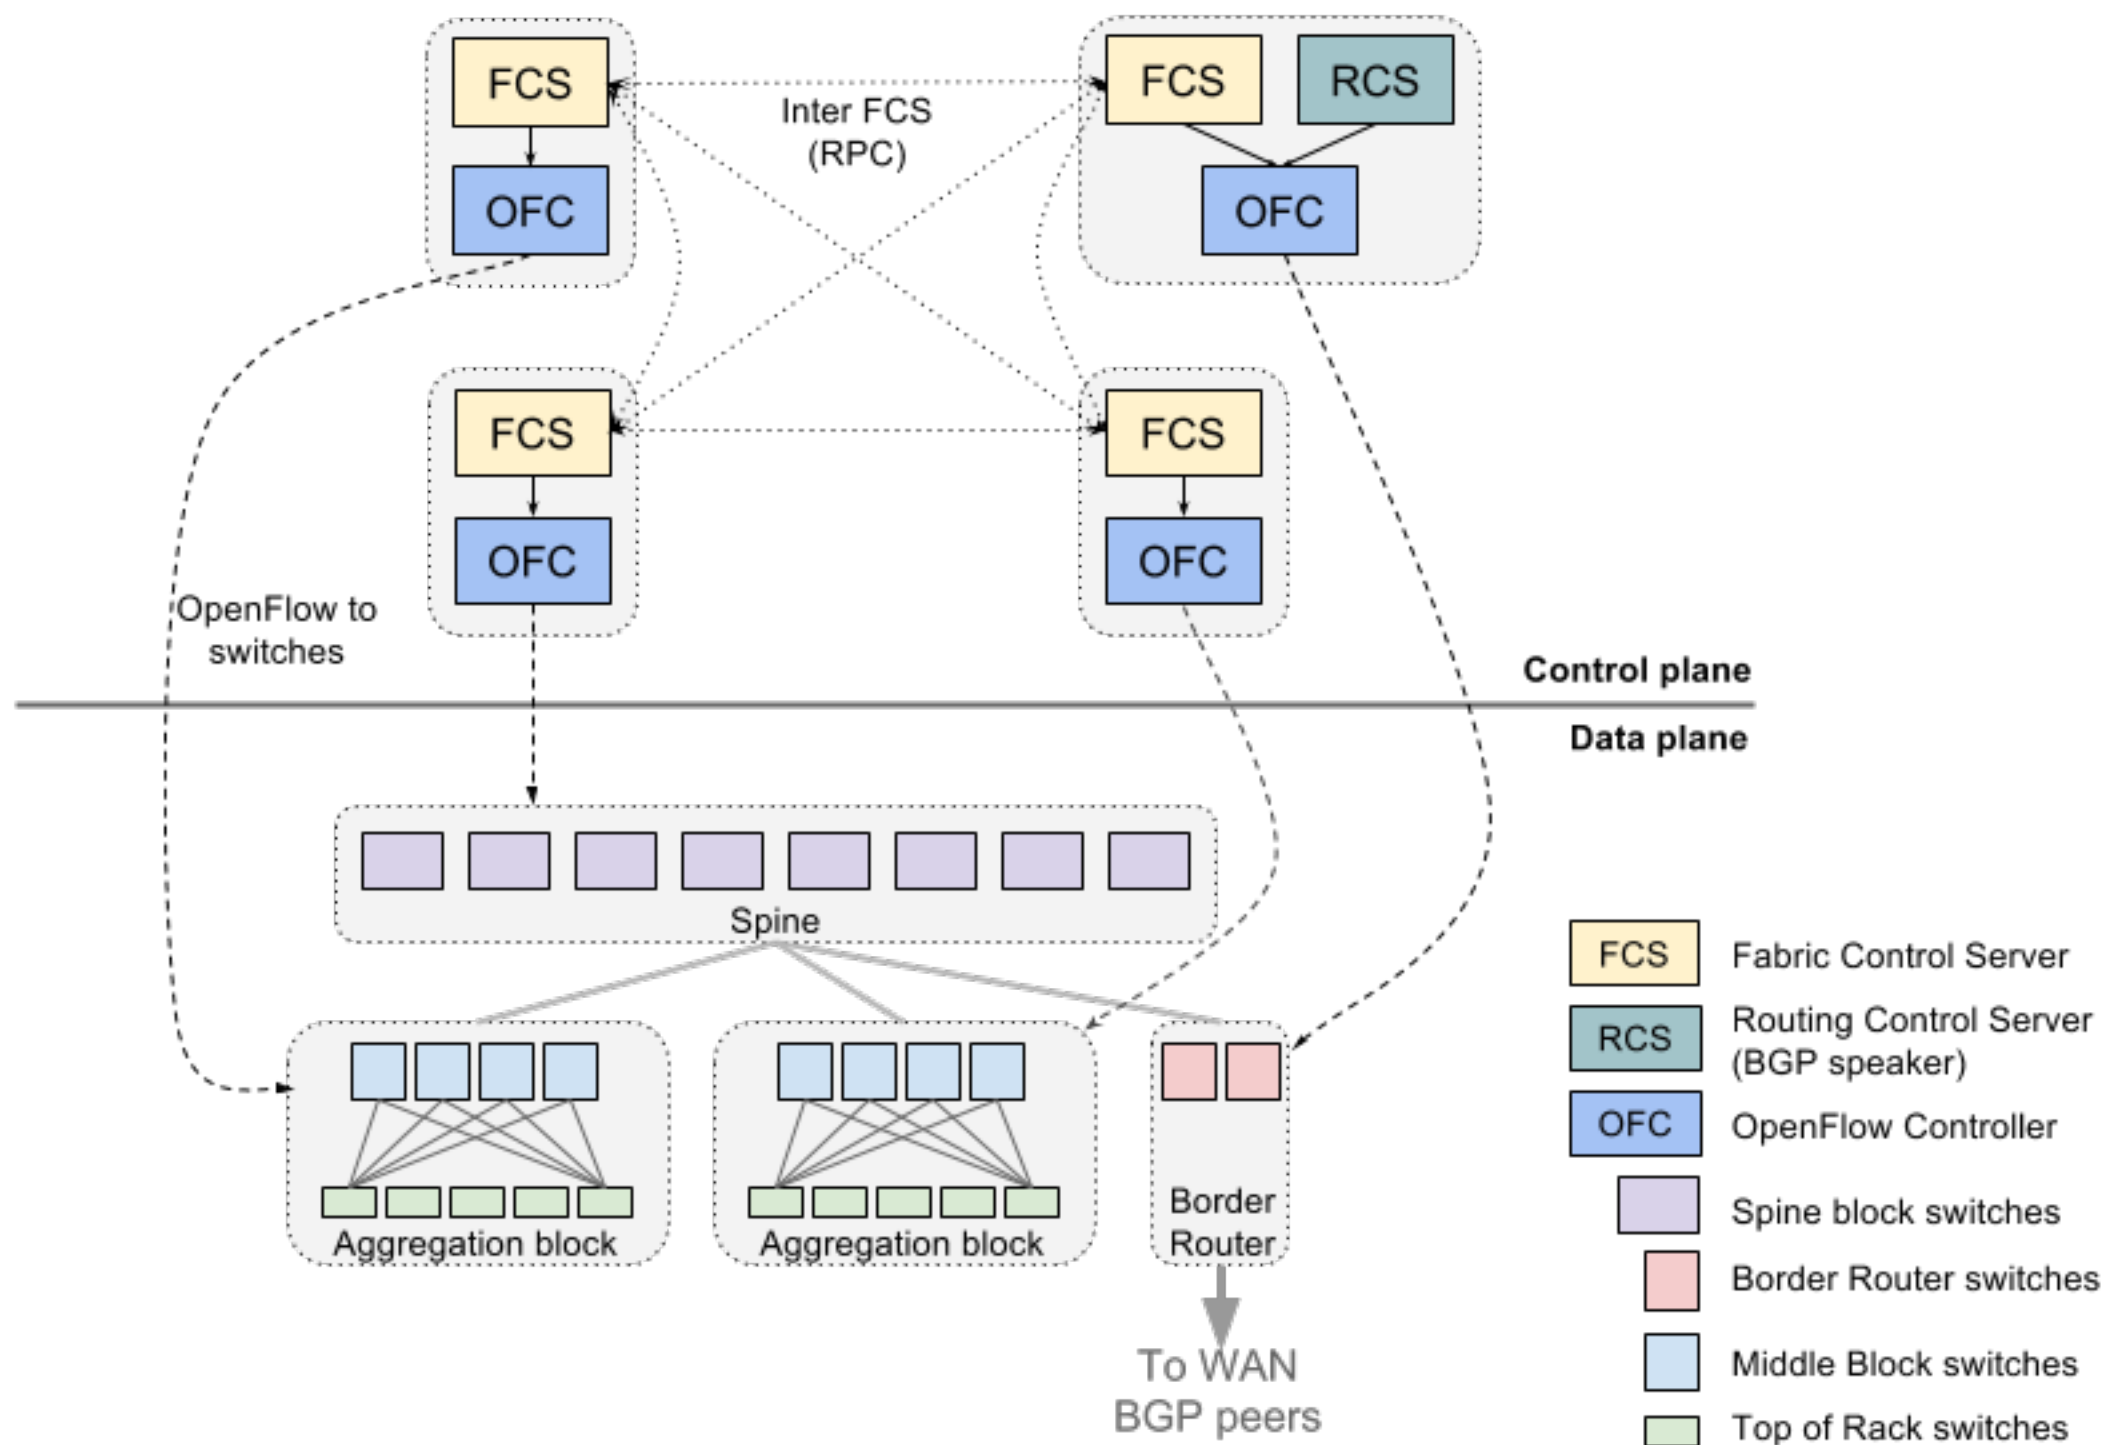 FCS
FCS
RCS
Inter FCS
(RPC)
OFC
OFC
FCS
FCS
OFC
OFC
OpenFlow to
switches
Control plane
Data plane
Spine
Aggregation block
Aggregation block
Border
Router
To WAN
BGP peers
FCS Fabric Control Server
RCS Routing Control Server
(BGP speaker)
OFC OpenFlow Controller
Spine block switches
Border Router switches
Middle Block switches
Top of Rack switches